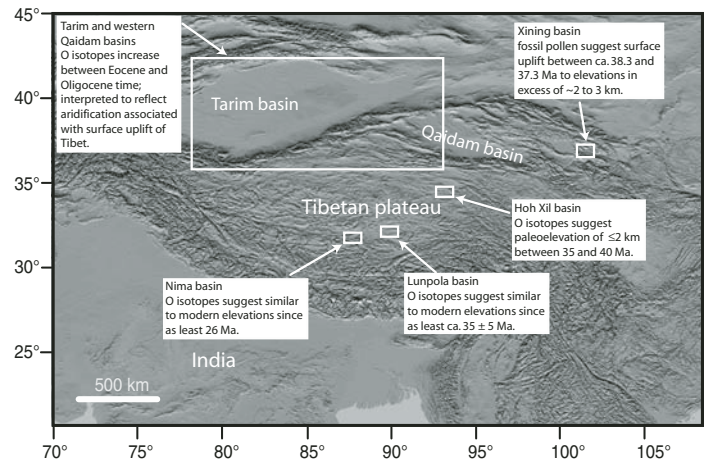 45°
40°
35°
30°
25°
Tarim and western
Qaidam basins
O isotopes increase
between Eocene and
Oligocene time;
interpreted to reflect
aridification associated
with surface uplift of
Tibet.
Xining basin
fossil pollen suggest surface
uplift between ca. 38.3 and
37.3 Ma to elevations in
excess of ~2 to 3 km.
Tarim basin
Qaidam basin
Tibetan plateau
Hoh Xil basin
O isotopes suggest
paleoelevation of ≤2 km
between 35 and 40 Ma.
Nima basin
O isotopes suggest similar
to modern elevations since
as least 26 Ma.
Lunpola basin
O isotopes suggest similar
to modern elevations since
as least ca. 35 ± 5 Ma.
India
500 km
70° 75° 80° 85° 90° 95° 100° 105°